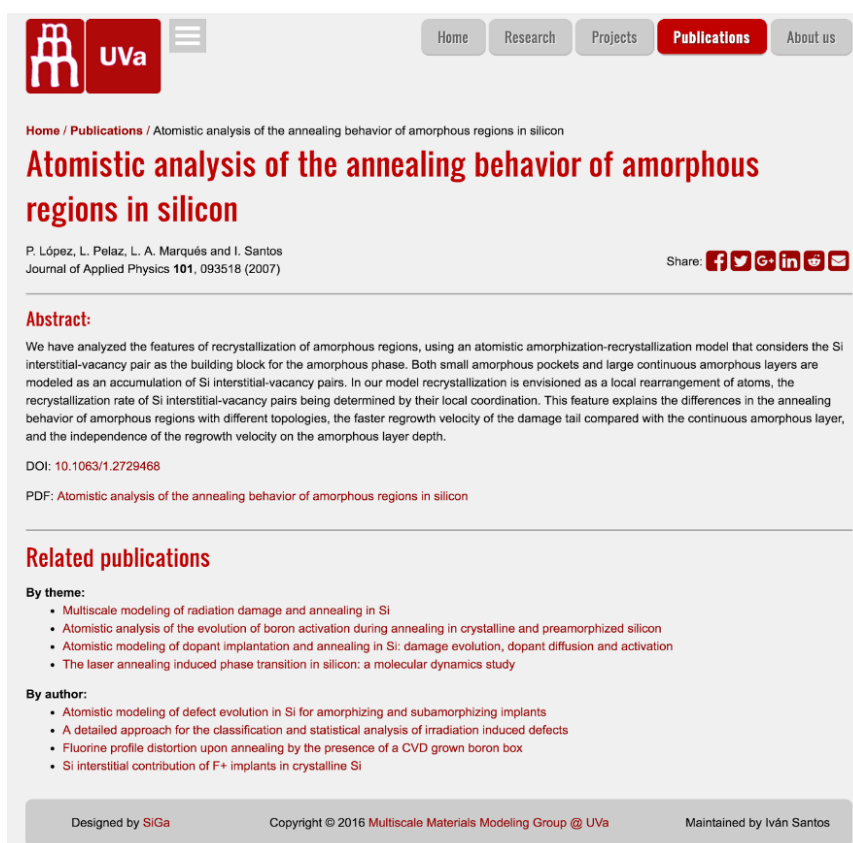 UVa
Home
Research
Projects
Publications
About us
Home / Publications / Atomistic analysis of the annealing behavior of amorphous regions in silicon
Atomistic analysis of the annealing behavior of amorphous
regions in silicon
P. López, L. Pelaz, L. A. Marqués and I. Santos
Journal of Applied Physics 101, 093518 (2007)
Share:
Abstract:
We have analyzed the features of recrystallization of amorphous regions, using an atomistic amorphization-recrystallization model that considers the Si
interstitial-vacancy pair as the building block for the amorphous phase. Both small amorphous pockets and large continuous amorphous layers are
modeled as an accumulation of Si interstitial-vacancy pairs. In our model recrystallization is envisioned as a local rearrangement of atoms, the
recrystallization rate of Si interstitial-vacancy pairs being determined by their local coordination. This feature explains the differences in the annealing
behavior of amorphous regions with different topologies, the faster regrowth velocity of the damage tail compared with the continuous amorphous layer,
and the independence of the regrowth velocity on the amorphous layer depth.
DOI: 10.1063/1.2729468
PDF: Atomistic analysis of the annealing behavior of amorphous regions in silicon
Related publications
By theme:
• Multiscale modeling of radiation damage and annealing in Si
• Atomistic analysis of the evolution of boron activation during annealing in crystalline and preamorphized silicon
• Atomistic modeling of dopant implantation and annealing in Si: damage evolution, dopant diffusion and activation
• The laser annealing induced phase transition in silicon: a molecular dynamics study
By author:
• Atomistic modeling of defect evolution in Si for amorphizing and subamorphizing implants
• A detailed approach for the classification and statistical analysis of irradiation induced defects
• Fluorine profile distortion upon annealing by the presence of a CVD grown boron box
• Si interstitial contribution of F+ implants in crystalline Si
Designed by SiGa
Copyright © 2016 Multiscale Materials Modeling Group @ UVa
Maintained by Iván Santos